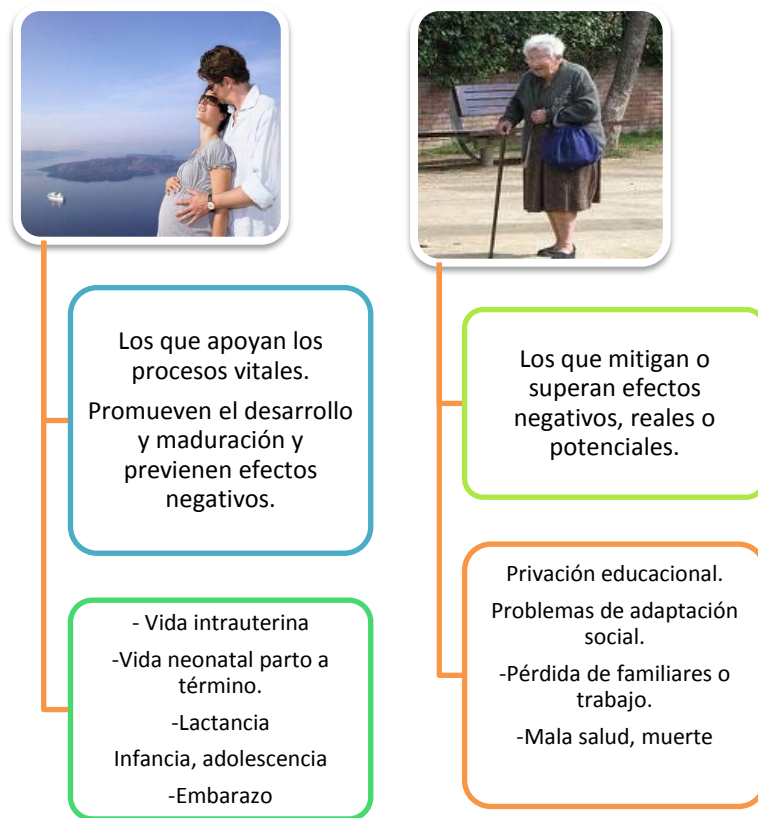 Los que apoyan los
procesos vitales.
Promueven el desarrollo
y maduración y
previenen efectos
negativos.
- Vida intrauterina
-Vida neonatal parto a
término.
-Lactancia
Infancia, adolescencia
-Embarazo
Los que mitigan o
superan efectos
negativos, reales o
potenciales.
Privación educacional.
Problemas de adaptación
social.
-Pérdida de familiares o
trabajo.
-Mala salud, muerte